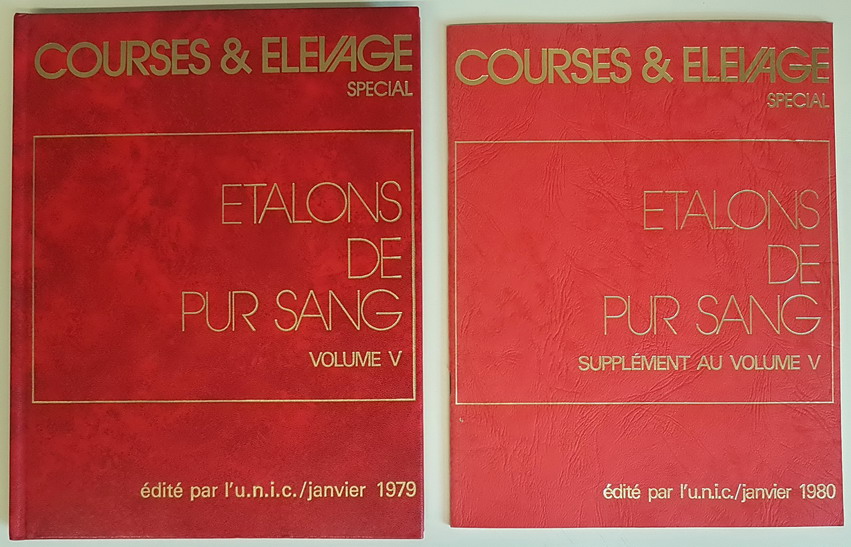 COURSES & ELEVAGE
SPECIAL
ETALONS
DE
PUR SANG
VOLUME V
édité par l'u.n.i.c./janvier 1979
COURSES & ELEVAGE
SPECIAL
ETALONS
DE
PUR SANG
SUPPLÉMENT AU VOLUME V
édité par l'u.n.i.c./janvier 1980